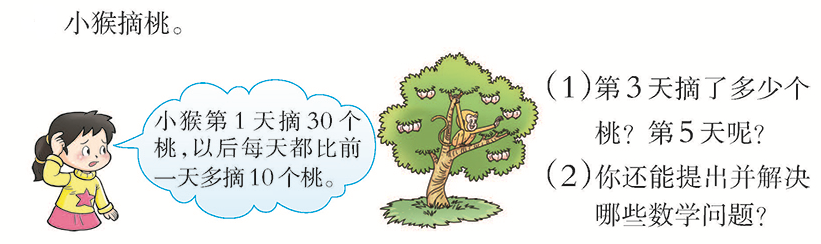 小猴摘桃。
小猴第1天摘30个
桃,以后每天都比前
一天多摘10个桃。
(1)第3天摘了多少个
桃?第5天呢?
(2)你还能提出并解决
哪些数学问题?